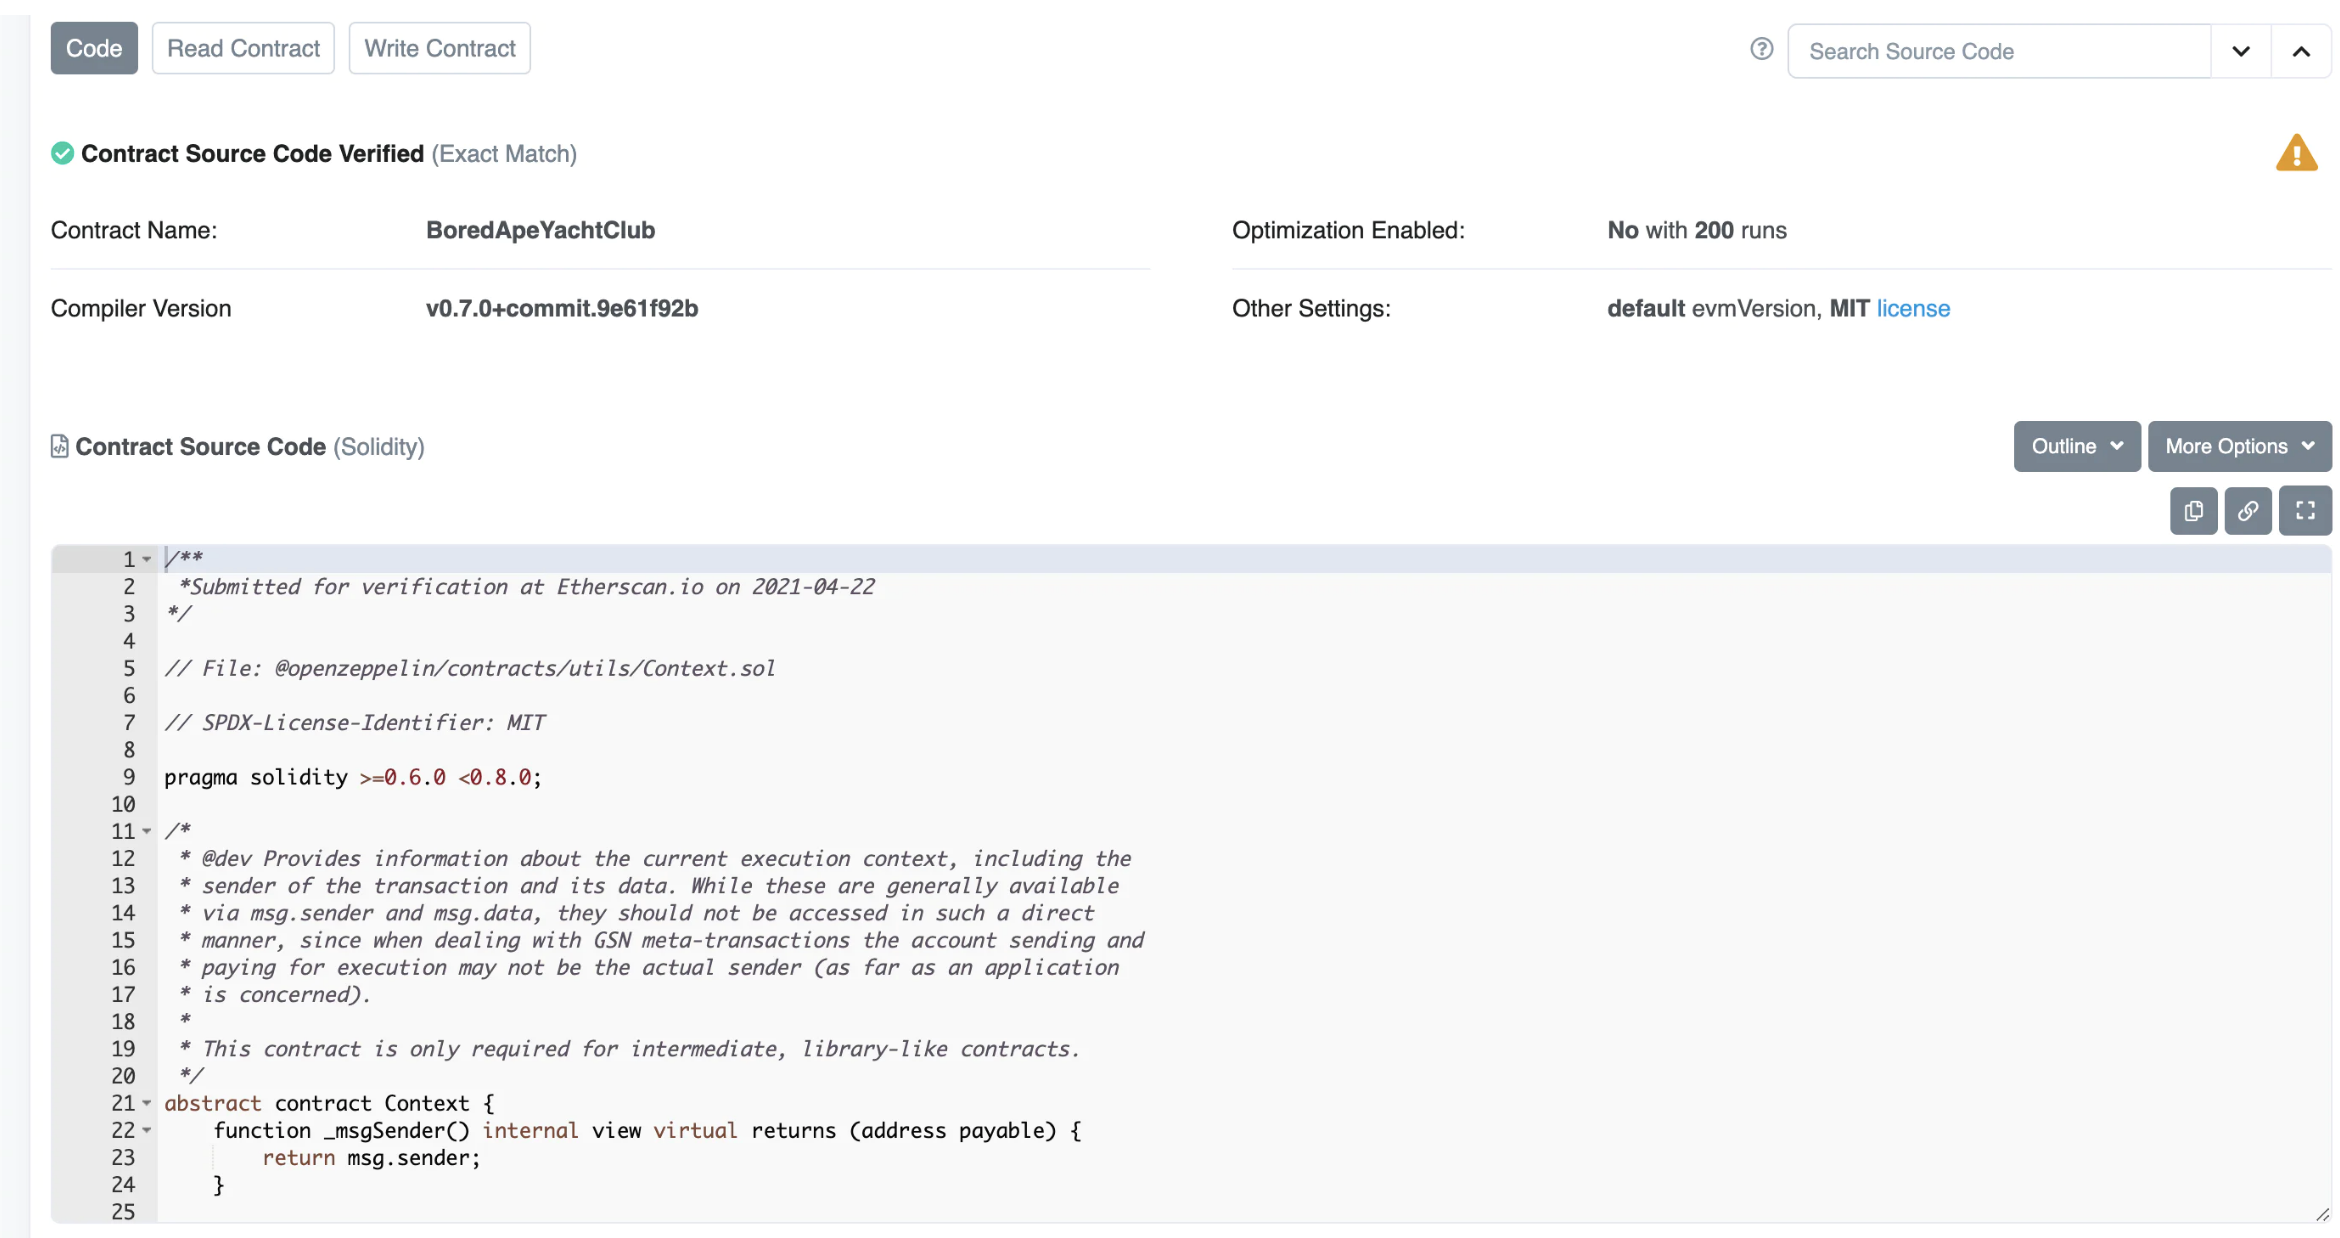 Code Read Contract Write Contract Search Source Code
Contract Source Code Verified (Exact Match)
Contract Name: BoredApeYachtClub Optimization Enabled: No with 200 runs
Compiler Version v0.7.0+commit.9e61f92b Other Settings: default evmVersion, MIT license
Contract Source Code (Solidity) Outline More Options
1 /**
2 *Submitted for verification at Etherscan.io on 2021-04-22
3 */
4
5 // File: @openzeppelin/contracts/utils/Context.sol
6
7 // SPDX-License-Identifier: MIT
8
9 pragma solidity >=0.6.0 <0.8.0;
10
11 /*
12 * @dev Provides information about the current execution context, including the
13 * sender of the transaction and its data. While these are generally available
14 * via msg.sender and msg.data, they should not be accessed in such a direct
15 * manner, since when dealing with GSN meta-transactions the account sending and
16 * paying for execution may not be the actual sender (as far as an application
17 * is concerned).
18 *
19 * This contract is only required for intermediate, library-like contracts.
20 */
21 abstract contract Context {
22 function _msgSender() internal view virtual returns (address payable) {
23 return msg.sender;
24 }
25